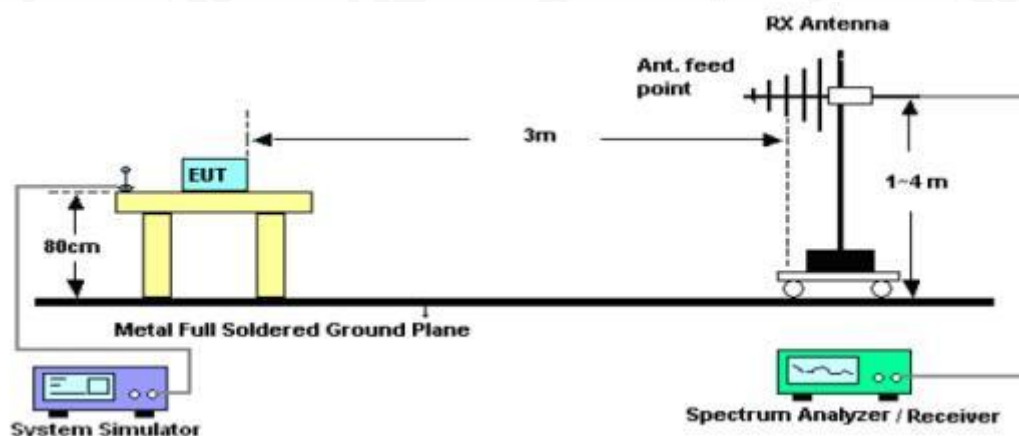 RX Antenna
Ant. feed
point
3m
EUT
1~4 m
80cm
Metal Full Soldered Ground Plane
System Simulator
Spectrum Analyzer / Receiver